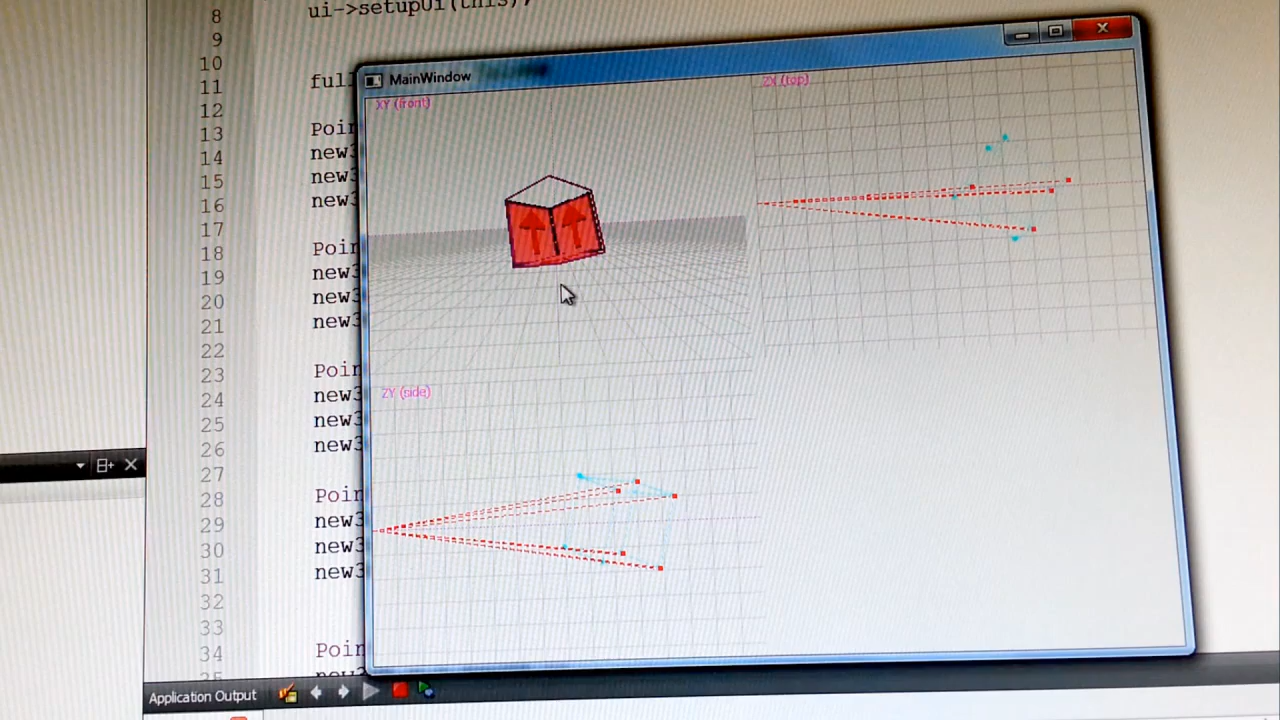 8 ui->setupUi(this);
9
10
11 full
12
13 Poin
14 new3
15 new3
16 new3
17
18 Poin
19 new3
20 new3
21 new3
22
23 Poin
24 new3
25 new3
26 new3
27
28 Poin
29 new3
30 new3
31 new3
32
33
34 Poin
MainWindow
XY (front)
ZX (top)
ZY (side)
Application Output